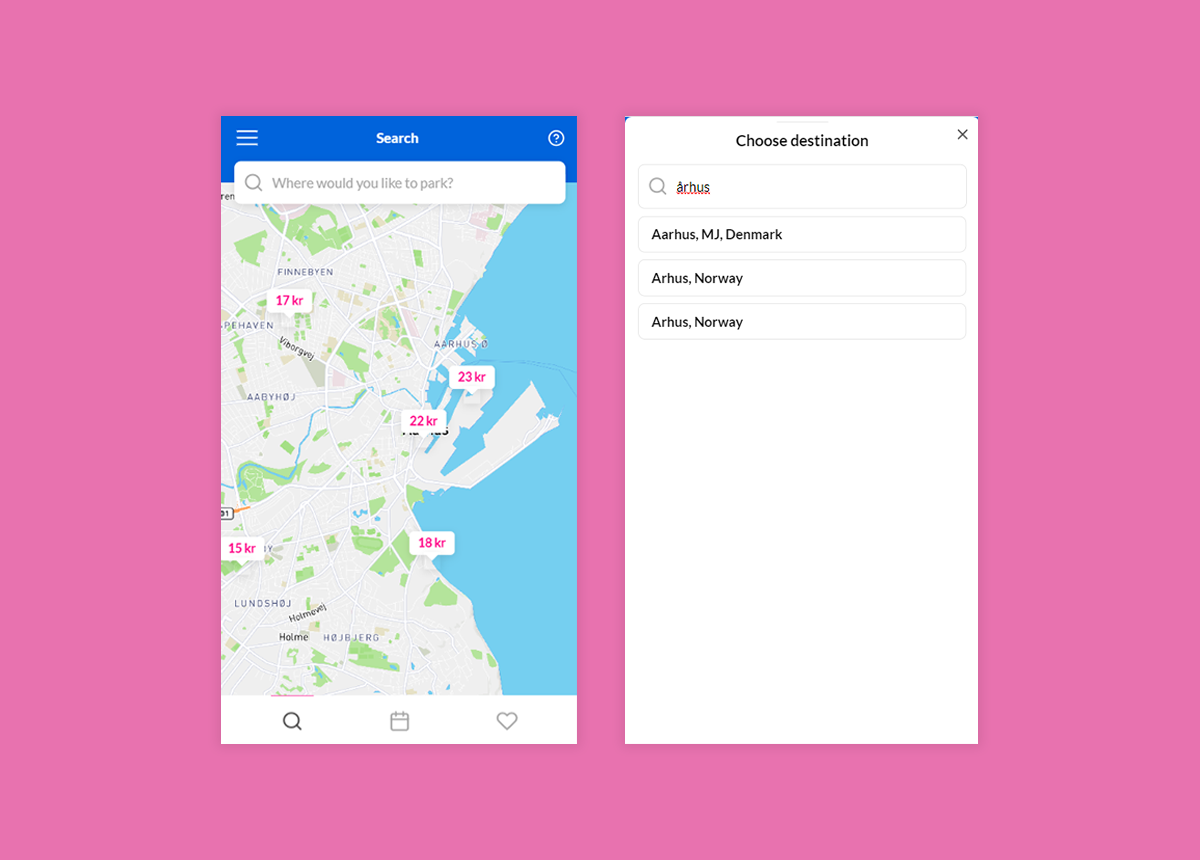 Search
Where would you like to park?
FINNEBYEN
17 kr
PEHAVEN
Viborgvej
AARHUS Ø
23 kr
AABYHØJ
22 kr
18 kr
15 kr
LUNDSHØJ
Holmevej
Holme
HØJBJERG
Choose destination
århus
Aarhus, MJ, Denmark
Arhus, Norway
Arhus, Norway